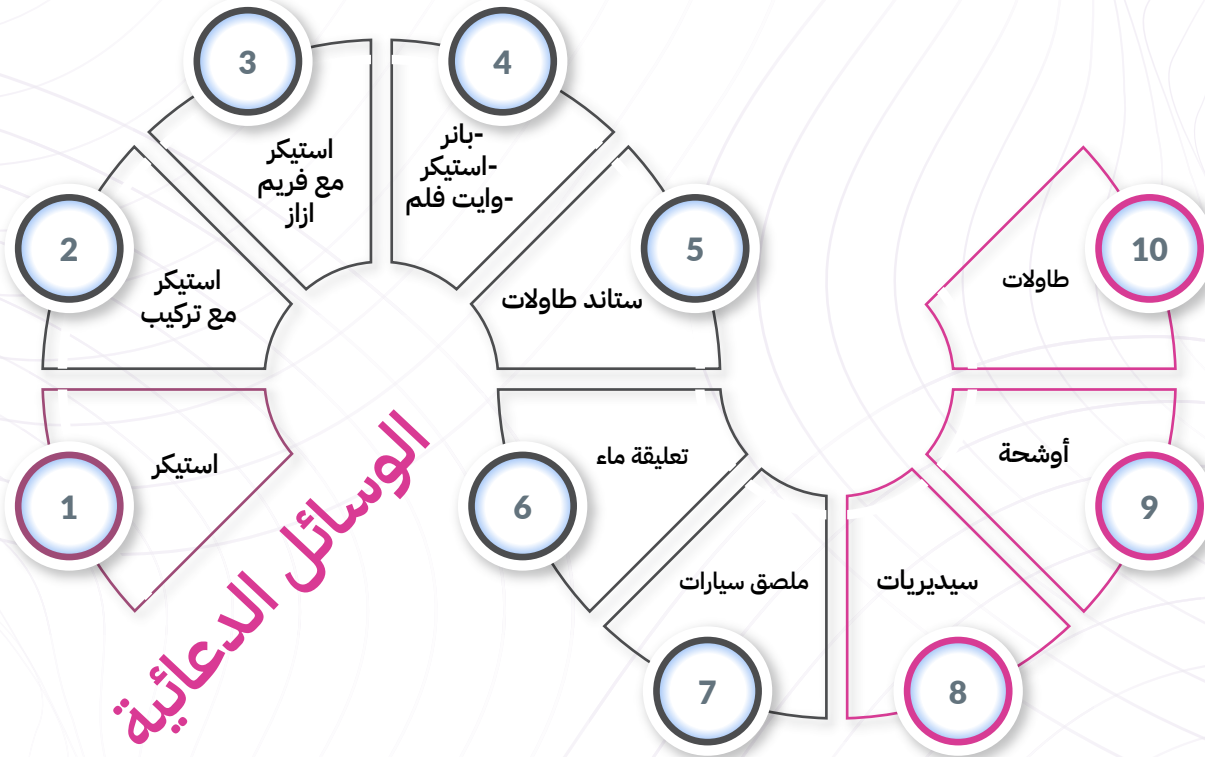 الوسائل الدعائية
1
استيكر
2
استيكر
مع تركيب
3
استيكر
مع فريم
ازاز
4
-بانر
-استيكر
-وايت فلم
5
ستاند طاولات
6
تعليقة ماء
7
ملصق سيارات
8
سيديريات
9
أوشحة
10
طاولات